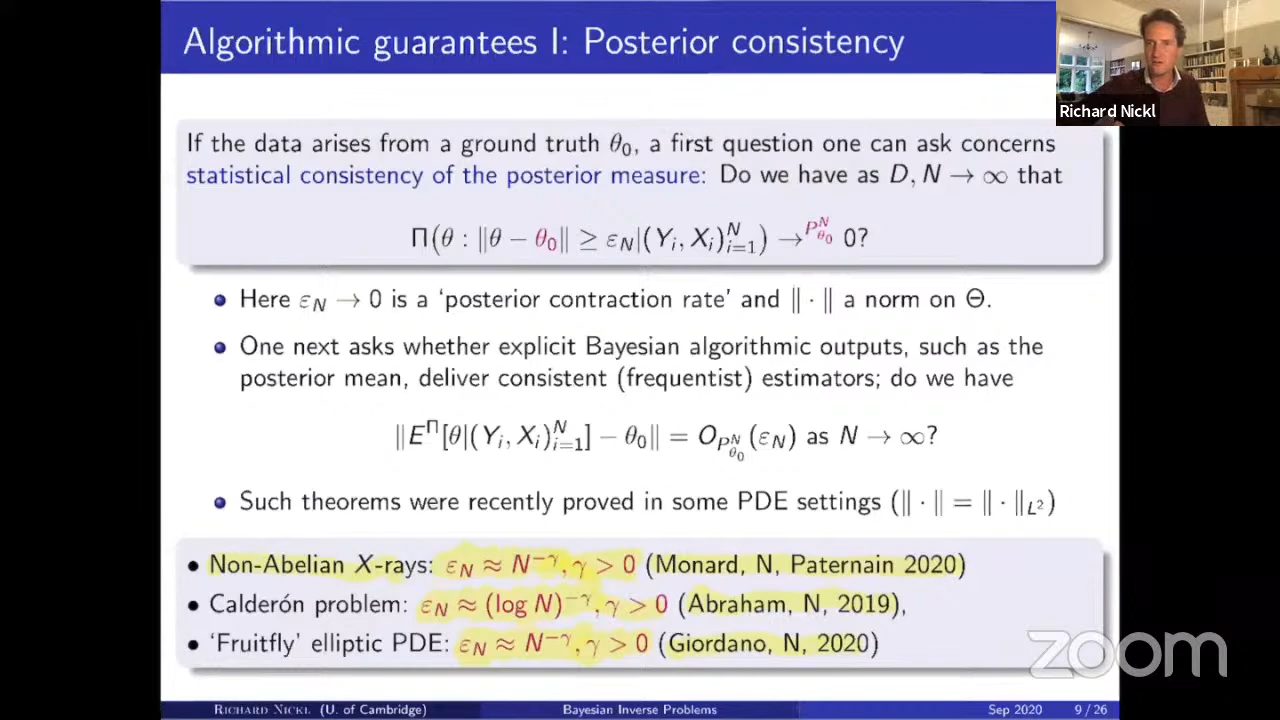 Algorithmic guarantees I: Posterior consistency
Richard Nickl
If the data arises from a ground truth θ₀, a first question one can ask concerns
statistical consistency of the posterior measure: Do we have as D, N → ∞ that
Π(θ : ‖θ − θ₀‖ ≥ ε_N|(Y_i, X_i)_{i=1}^N) →^{P_{θ₀}^N} 0?
• Here ε_N → 0 is a ‘posterior contraction rate’ and ‖ · ‖ a norm on Θ.
• One next asks whether explicit Bayesian algorithmic outputs, such as the
posterior mean, deliver consistent (frequentist) estimators; do we have
‖E^Π[θ|(Y_i, X_i)_{i=1}^N] − θ₀‖ = O_{P_{θ₀}^N}(ε_N) as N → ∞?
• Such theorems were recently proved in some PDE settings (‖ · ‖ = ‖ · ‖_{L²})
• Non-Abelian X-rays: ε_N ≈ N^{−γ}, γ > 0 (Monard, N, Paternain 2020)
• Calderón problem: ε_N ≈ (log N)^{−γ}, γ > 0 (Abraham, N, 2019),
• ‘Fruitfly’ elliptic PDE: ε_N ≈ N^{−γ}, γ > 0 (Giordano, N, 2020)
zoom
Richard Nickl (U. of Cambridge) Bayesian Inverse Problems Sep 2020 9 / 26